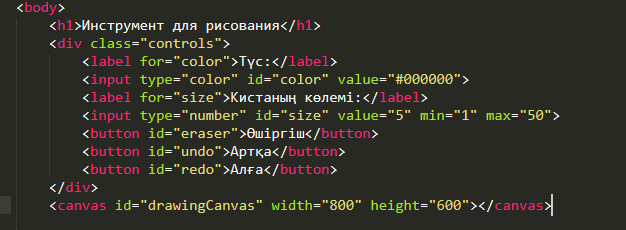 <body>
<h1>Инструмент для рисования</h1>
<div class="controls">
<label for="color">Түс:</label>
<input type="color" id="color" value="#000000">
<label for="size">Кистаның көлемі:</label>
<input type="number" id="size" value="5" min="1" max="50">
<button id="eraser">Өшіргіш</button>
<button id="undo">Артқа</button>
<button id="redo">Алға</button>
</div>
<canvas id="drawingCanvas" width="800" height="600"></canvas>